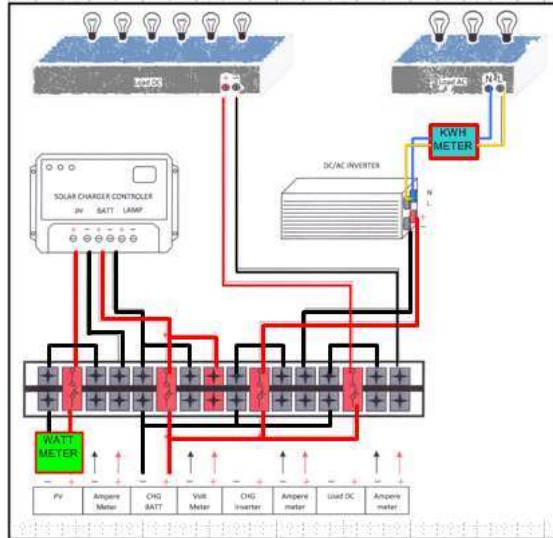 Load DC
+ −
Load AC
N L
KWH
METER
DC/AC INVERTER
N
L
+
−
SOLAR CHARGER CONTROLER
PV BATT LAMP
+ − + − + −
WATT
METER
− + − + − + − + − + − + − + − +
PV
Ampere
Meter
CHG
BATT
Volt
Meter
CHG
inverter
Ampere
meter
Load DC
Ampere
meter